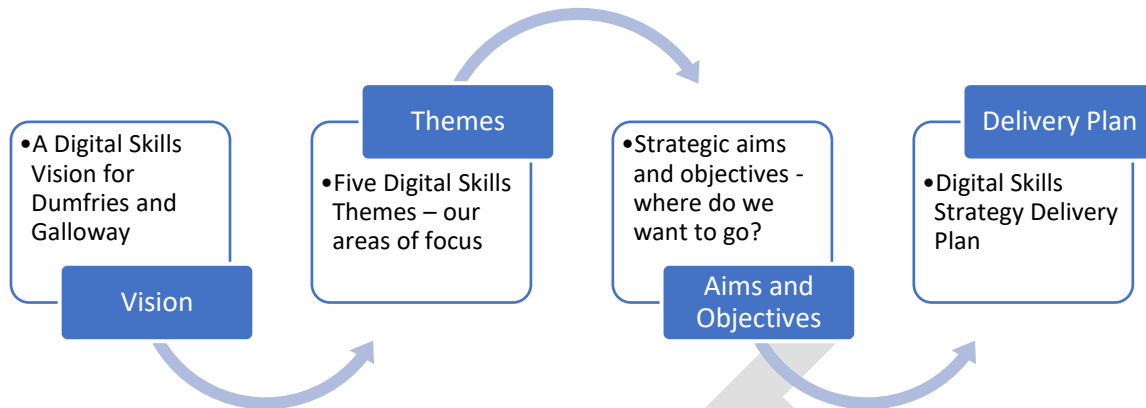 •A Digital Skills
Vision for
Dumfries and
Galloway
Vision
Themes
•Five Digital Skills
Themes – our
areas of focus
•Strategic aims
and objectives -
where do we
want to go?
Aims and
Objectives
Delivery Plan
•Digital Skills
Strategy Delivery
Plan